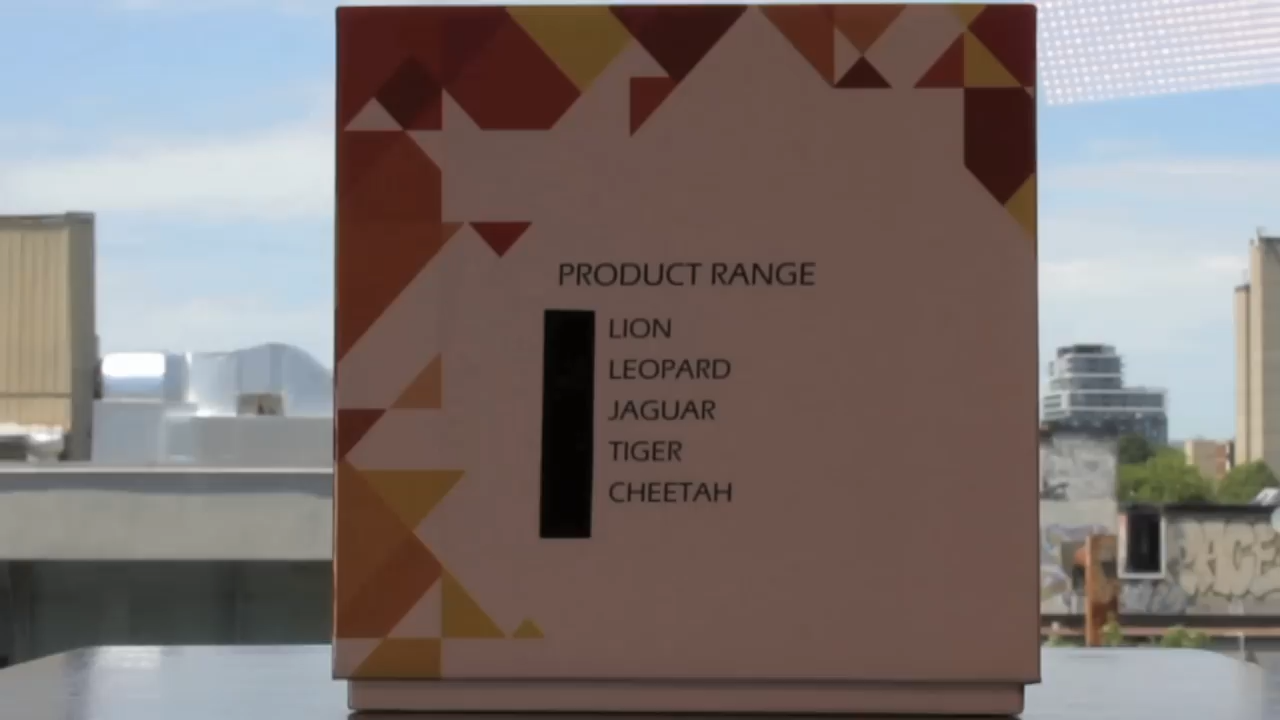 PRODUCT RANGE
LION
LEOPARD
JAGUAR
TIGER
CHEETAH